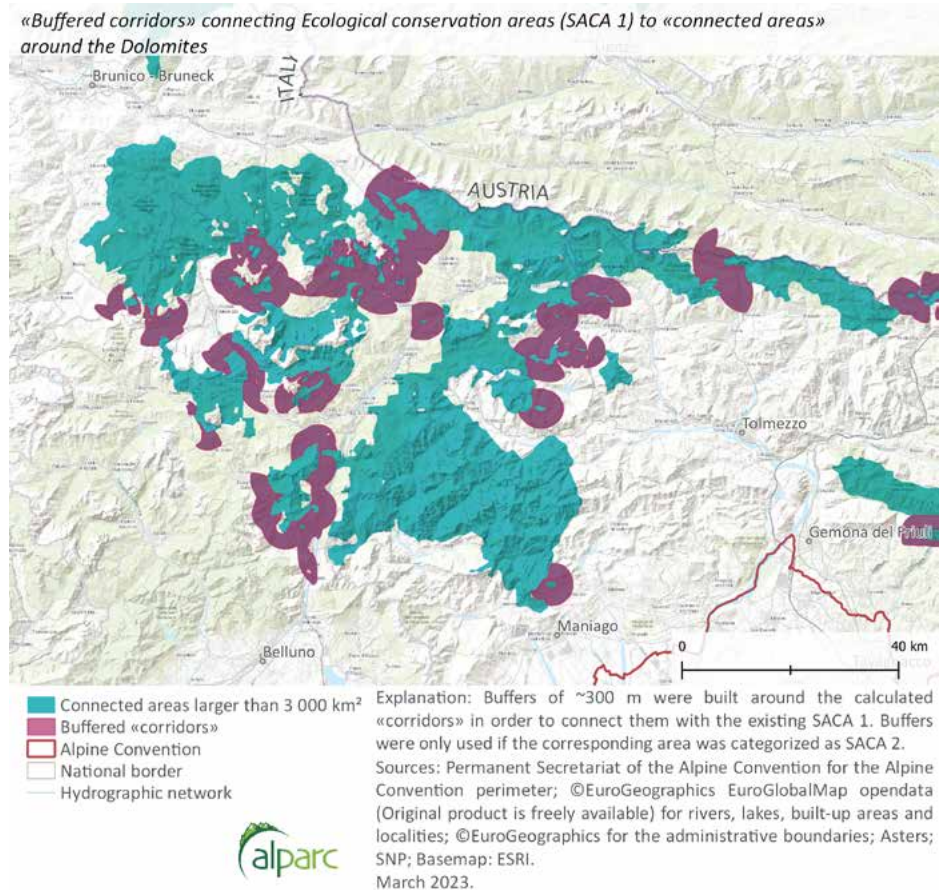 «Buffered corridors» connecting Ecological conservation areas (SACA 1) to «connected areas»
around the Dolomites
Brunico - Bruneck
ITALY
AUSTRIA
Tolmezzo
Gemona del Friuli
Maniago
Belluno
0 40 km
Connected areas larger than 3 000 km²
Buffered «corridors»
Alpine Convention
National border
Hydrographic network
alparc
Explanation: Buffers of ~300 m were built around the calculated
«corridors» in order to connect them with the existing SACA 1. Buffers
were only used if the corresponding area was categorized as SACA 2.
Sources: Permanent Secretariat of the Alpine Convention for the Alpine
Convention perimeter; ©EuroGeographics EuroGlobalMap opendata
(Original product is freely available) for rivers, lakes, built-up areas and
localities; ©EuroGeographics for the administrative boundaries; Asters;
SNP; Basemap: ESRI.
March 2023.